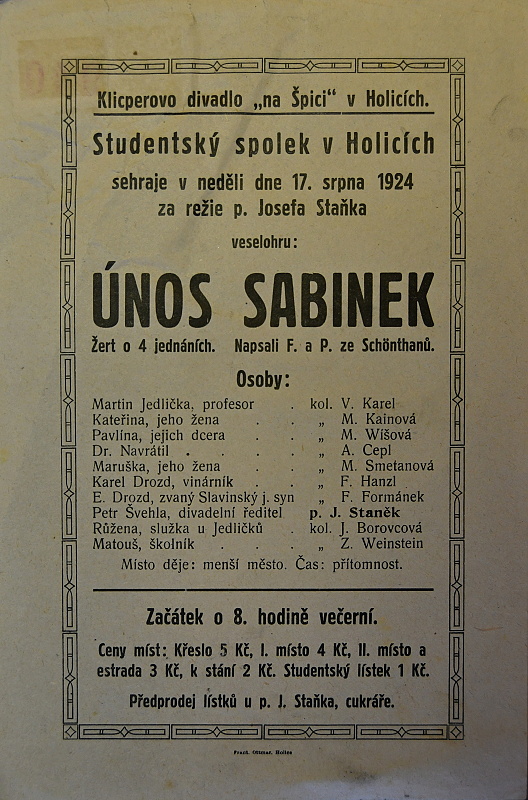 Klicperovo divadlo „na Špici“ v Holicích.
Studentský spolek v Holicích
sehraje v neděli dne 17. srpna 1924
za režie p. Josefa Staňka
veselohru:
ÚNOS SABINEK
Žert o 4 jednáních. Napsali F. a P. ze Schönthanů.
Osoby:
Martin Jedlička, profesor . kol. V. Karel
Kateřina, jeho žena . . „ M. Kainová
Pavlína, jejich dcera . . „ M. Wíšová
Dr. Navrátil . . . „ A. Cepl
Maruška, jeho žena . . „ M. Smetanová
Karel Drozd, vinárník . . „ F. Hanzl
E. Drozd, zvaný Slavinský j. syn „ F. Formánek
Petr Švehla, divadelní ředitel p. J. Staněk
Růžena, služka u Jedličků . kol. J. Borovcová
Matouš, školník . . . „ Z. Weinstein
Místo děje: menší město. Čas: přítomnost.
Začátek o 8. hodině večerní.
Ceny míst: Křeslo 5 Kč, I. místo 4 Kč, II. místo a
estrada 3 Kč, k stání 2 Kč. Studentský lístek 1 Kč.
Předprodej lístků u p. J. Staňka, cukráře.
Frant. Ottmar, Holice